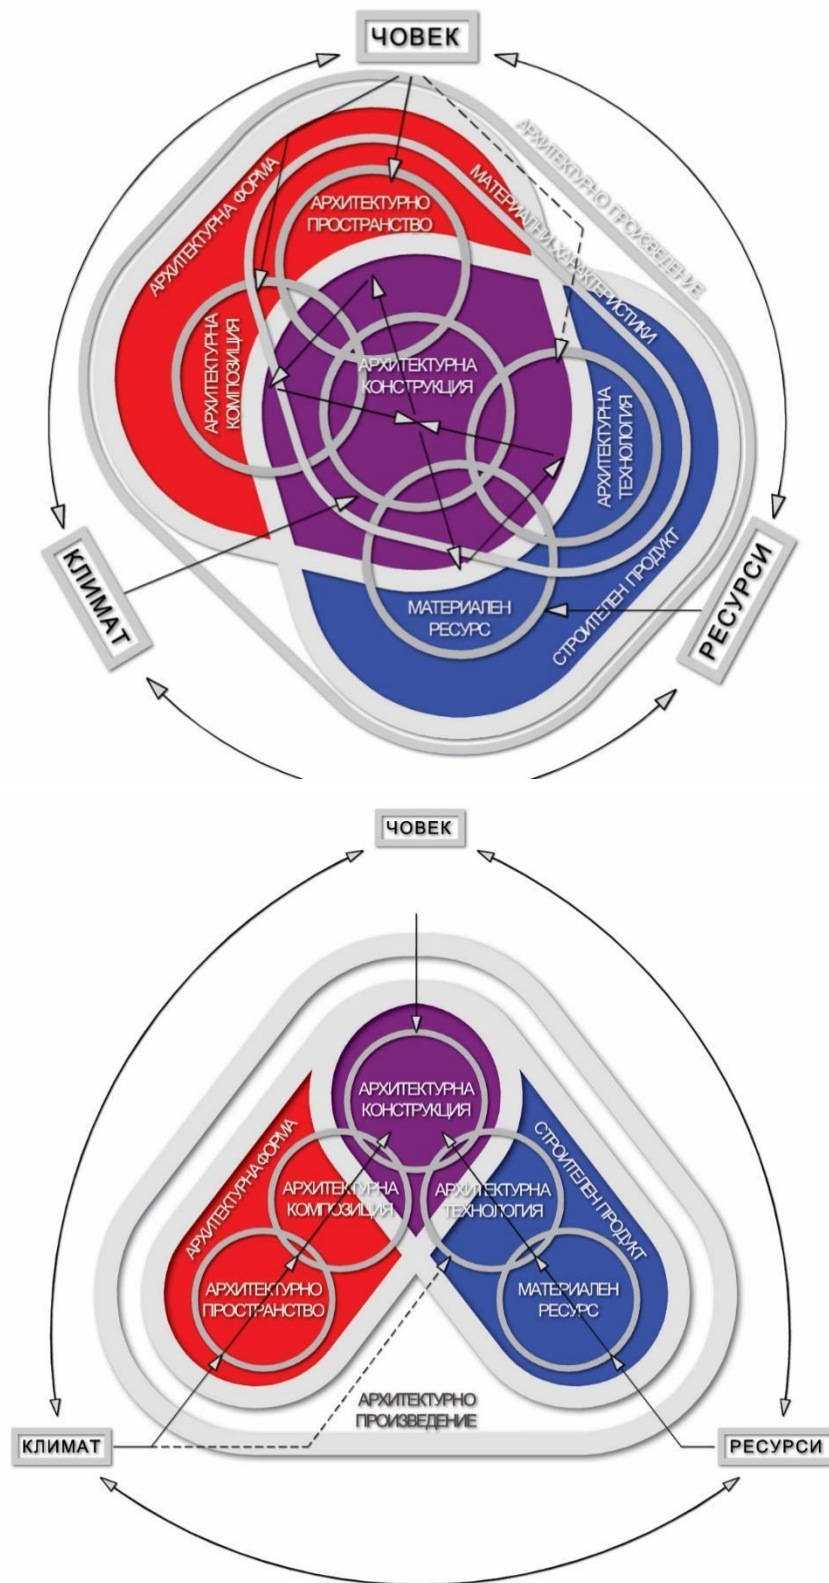 ЧОВЕК
АРХИТЕКТУРНО ПРОИЗВЕДЕНИЕ
АРХИТЕКТУРНА ФОРМА
МАТЕРИАЛНИ ХАРАКТЕРИСТИКИ
АРХИТЕКТУРНО
ПРОСТРАНСТВО
АРХИТЕКТУРНА
КОМПОЗИЦИЯ
АРХИТЕКТУРНА
КОНСТРУКЦИЯ
АРХИТЕКТУРНА
ТЕХНОЛОГИЯ
МАТЕРИАЛЕН
РЕСУРС
СТРОИТЕЛЕН ПРОДУКТ
КЛИМАТ
РЕСУРСИ
ЧОВЕК
АРХИТЕКТУРНА
КОНСТРУКЦИЯ
АРХИТЕКТУРНА ФОРМА
СТРОИТЕЛЕН ПРОДУКТ
АРХИТЕКТУРНА
КОМПОЗИЦИЯ
АРХИТЕКТУРНА
ТЕХНОЛОГИЯ
АРХИТЕКТУРНО
ПРОСТРАНСТВО
МАТЕРИАЛЕН
РЕСУРС
АРХИТЕКТУРНО
ПРОИЗВЕДЕНИЕ
КЛИМАТ
РЕСУРСИ